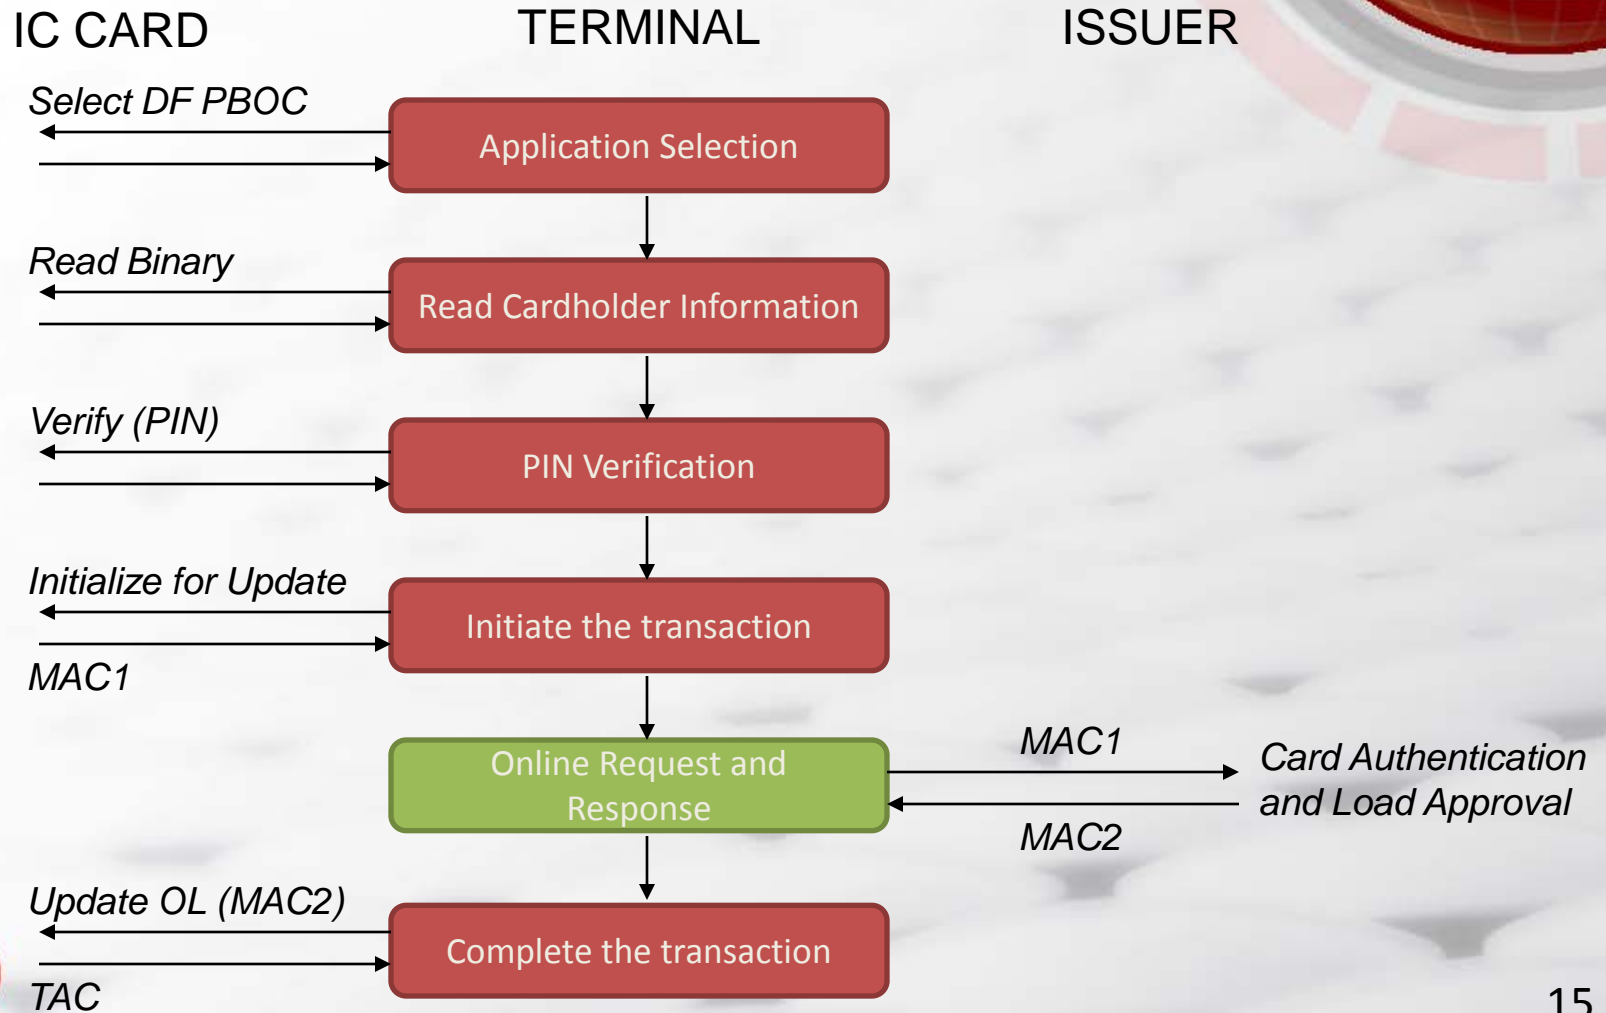 IC CARD
TERMINAL
ISSUER
Select DF PBOC
Application Selection
Read Binary
Read Cardholder Information
Verify (PIN)
PIN Verification
Initialize for Update
Initiate the transaction
MAC1
Online Request and
Response
MAC1
MAC2
Card Authentication
and Load Approval
Update OL (MAC2)
Complete the transaction
TAC
15